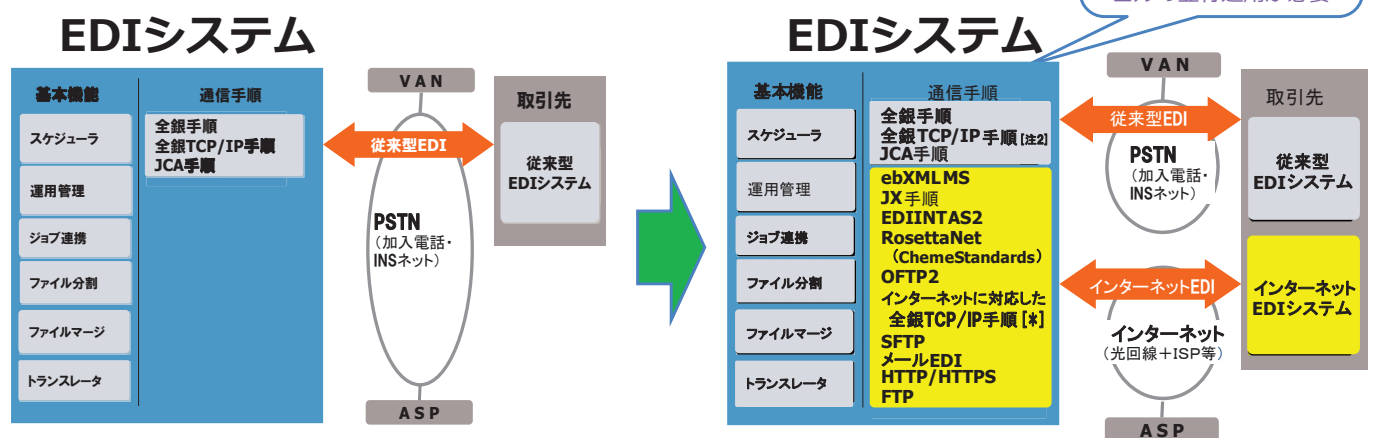 EDIシステム
基本機能
スケジューラ
運用管理
ジョブ連携
ファイル分割
ファイルマージ
トランスレータ
通信手順
全銀手順
全銀TCP/IP手順
JCA手順
従来型EDI
VAN
PSTN
(加入電話・
INSネット)
ASP
取引先
従来型
EDIシステム
EDIシステム
基本機能
スケジューラ
運用管理
ジョブ連携
ファイル分割
ファイルマージ
トランスレータ
通信手順
全銀手順
全銀TCP/IP手順[注2]
JCA手順
ebXMLMS
JX手順
EDIINTAS2
RosettaNet
(ChemeStandards)
OFTP2
インターネットに対応した
全銀TCP/IP手順[*]
SFTP
メールEDI
HTTP/HTTPS
FTP
VAN
従来型EDI
PSTN
(加入電話・
INSネット)
インターネットEDI
インターネット
(光回線+ISP等)
ASP
取引先
従来型
EDIシステム
インターネット
EDIシステム